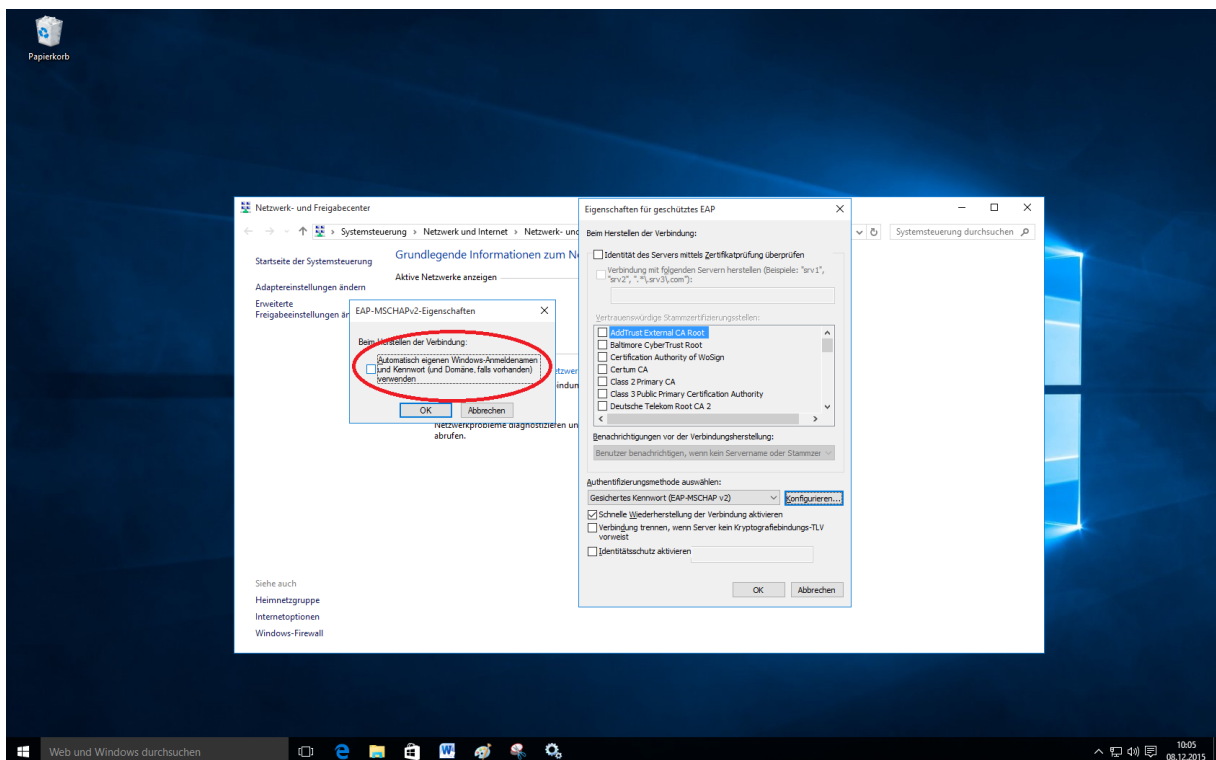 Papierkorb
Netzwerk- und Freigabecenter
Systemsteuerung > Netzwerk und Internet > Netzwerk- und
Systemsteuerung durchsuchen
Startseite der Systemsteuerung
Adaptereinstellungen ändern
Erweiterte
Freigabeeinstellungen
Grundlegende Informationen zum
Aktive Netzwerke anzeigen
Netzwerkprobleme diagnostizieren
abrufen.
Siehe auch
Heimnetzgruppe
Internetoptionen
Windows-Firewall
EAP-MSCHAPv2-Eigenschaften
Beim Herstellen der Verbindung:
Automatisch eigenen Windows-Anmeldenamen
und Kennwort (und Domäne, falls vorhanden)
verwenden
OK Abbrechen
Eigenschaften für geschütztes EAP
Beim Herstellen der Verbindung:
Identität des Servers mittels Zertifikatprüfung überprüfen
Verbindung mit folgenden Servern herstellen (Beispiele: "srv1",
"srv2", ".*\.srv3\.com"):
Vertrauenswürdige Stammzertifizierungsstellen:
AddTrust External CA Root
Baltimore CyberTrust Root
Certification Authority of WoSign
Certum CA
Class 2 Primary CA
Class 3 Public Primary Certification Authority
Deutsche Telekom Root CA 2
Benachrichtigungen vor der Verbindungsherstellung:
Benutzer benachrichtigen, wenn kein Servername oder Stammzer
Authentifizierungsmethode auswählen:
Gesichertes Kennwort (EAP-MSCHAP v2) Konfigurieren...
Schnelle Wiederherstellung der Verbindung aktivieren
Verbindung trennen, wenn Server kein Kryptografiebindungs-TLV
vorweist
Identitätsschutz aktivieren
OK Abbrechen
Web und Windows durchsuchen
10:05
08.12.2015